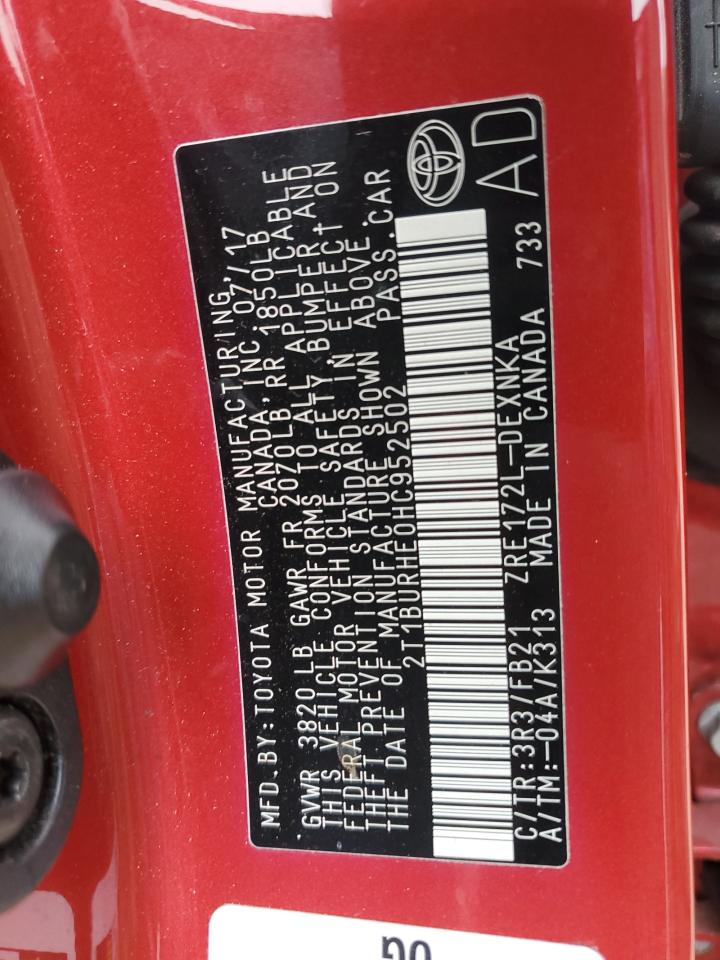 MFD.BY:TOYOTA MOTOR MANUFACTURING,
CANADA,INC.07/17
GVWR 3820LB GAWR FR 2070LB,RR 1850LB
THIS VEHICLE CONFORMS TO ALL APPLICABLE
FEDERAL MOTOR VEHICLE SAFETY, BUMPER, AND
THEFT PREVENTION STANDARDS IN EFFECT ON
THE DATE OF MANUFACTURE SHOWN ABOVE.
2T1BURHE0HC952502 PASS.CAR
C/TR:3R3/FB21 ZRE172L-DEXNKA
A/TM:-04A/K313 MADE IN CANADA 733
AD